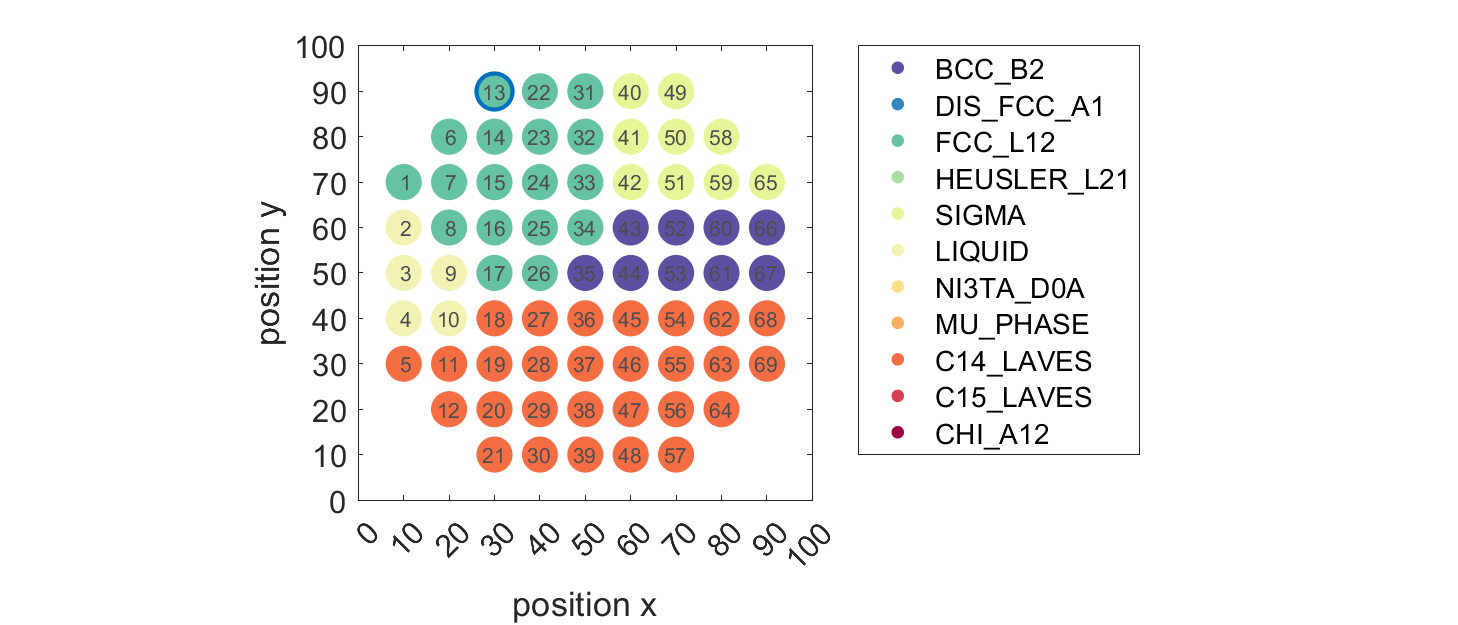 100
90
80
70
60
50
40
30
20
10
0
position y
13 22 31 40 49
6 14 23 32 41 50 58
1 7 15 24 33 42 51 59 65
2 8 16 25 34 43 52 60 66
3 9 17 26 35 44 53 61 67
4 10 18 27 36 45 54 62 68
5 11 19 28 37 46 55 63 69
12 20 29 38 47 56 64
21 30 39 48 57
0 10 20 30 40 50 60 70 80 90 100
position x
BCC_B2
DIS_FCC_A1
FCC_L12
HEUSLER_L21
SIGMA
LIQUID
NI3TA_D0A
MU_PHASE
C14_LAVES
C15_LAVES
CHI_A12